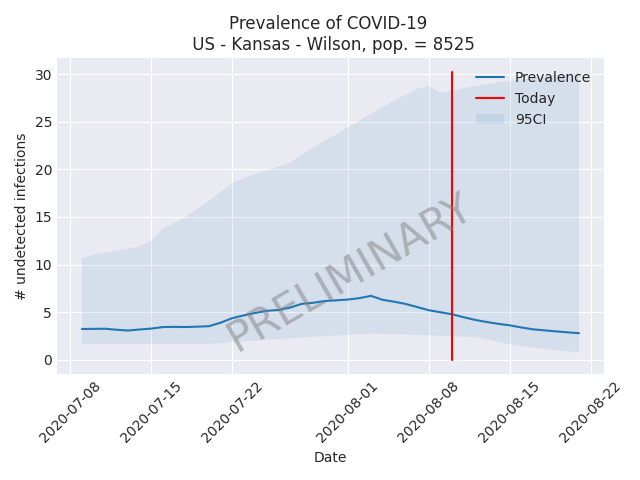 Prevalence of COVID-19
US - Kansas - Wilson, pop. = 8525
Prevalence
Today
95CI
PRELIMINARY
# undetected infections
30
25
20
15
10
5
0
2020-07-08
2020-07-15
2020-07-22
2020-08-01
2020-08-08
2020-08-15
2020-08-22
Date